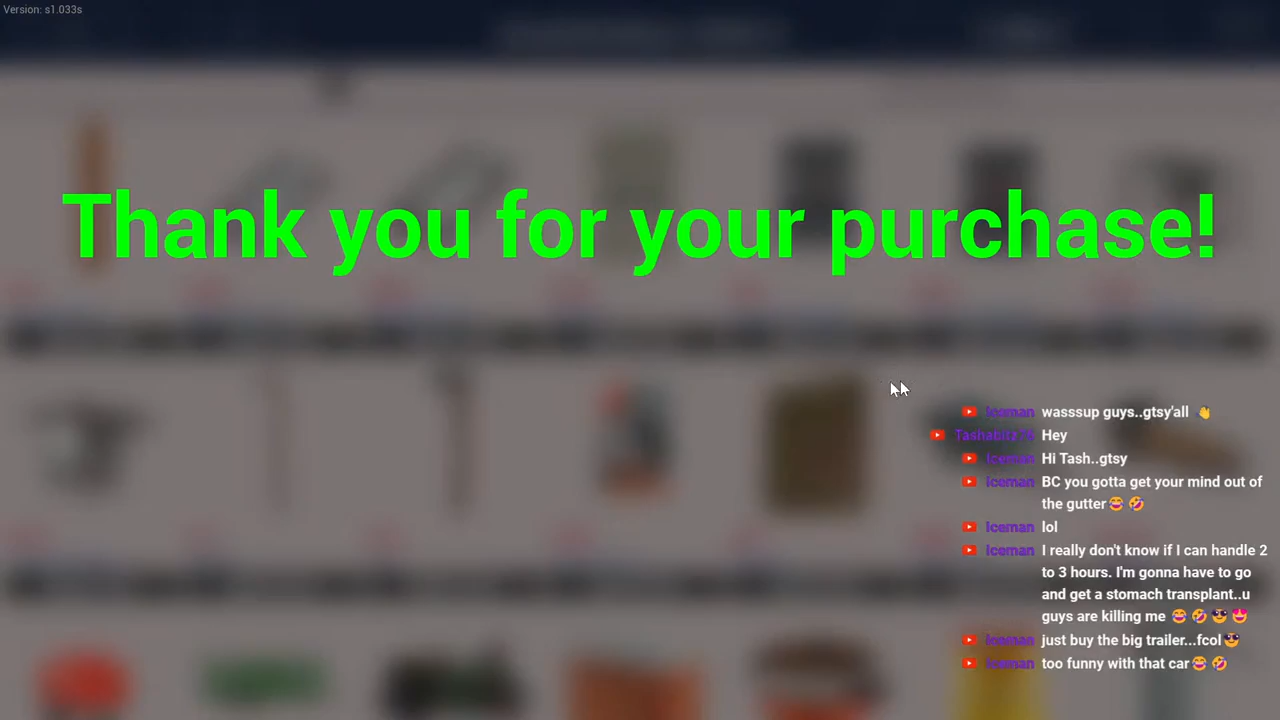 Version: s1.033s
Thank you for your purchase!
Iceman wasssup guys..gtsy'all 👋
Tashabitz76 Hey
Iceman Hi Tash..gtsy
Iceman BC you gotta get your mind out of
the gutter😂 🤣
Iceman lol
Iceman I really don't know if I can handle 2
to 3 hours. I'm gonna have to go
and get a stomach transplant..u
guys are killing me 😂 🤣 😎 🤩
Iceman just buy the big trailer...fcol😎
Iceman too funny with that car😂 🤣